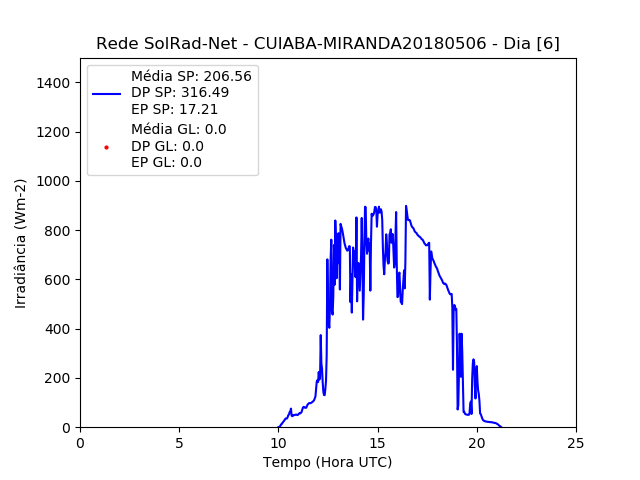 Rede SolRad-Net - CUIABA-MIRANDA20180506 - Dia [6]
Média SP: 206.56
DP SP: 316.49
EP SP: 17.21
Média GL: 0.0
DP GL: 0.0
EP GL: 0.0
Irradiância (Wm-2)
1400
1200
1000
800
600
400
200
0
0 5 10 15 20 25
Tempo (Hora UTC)